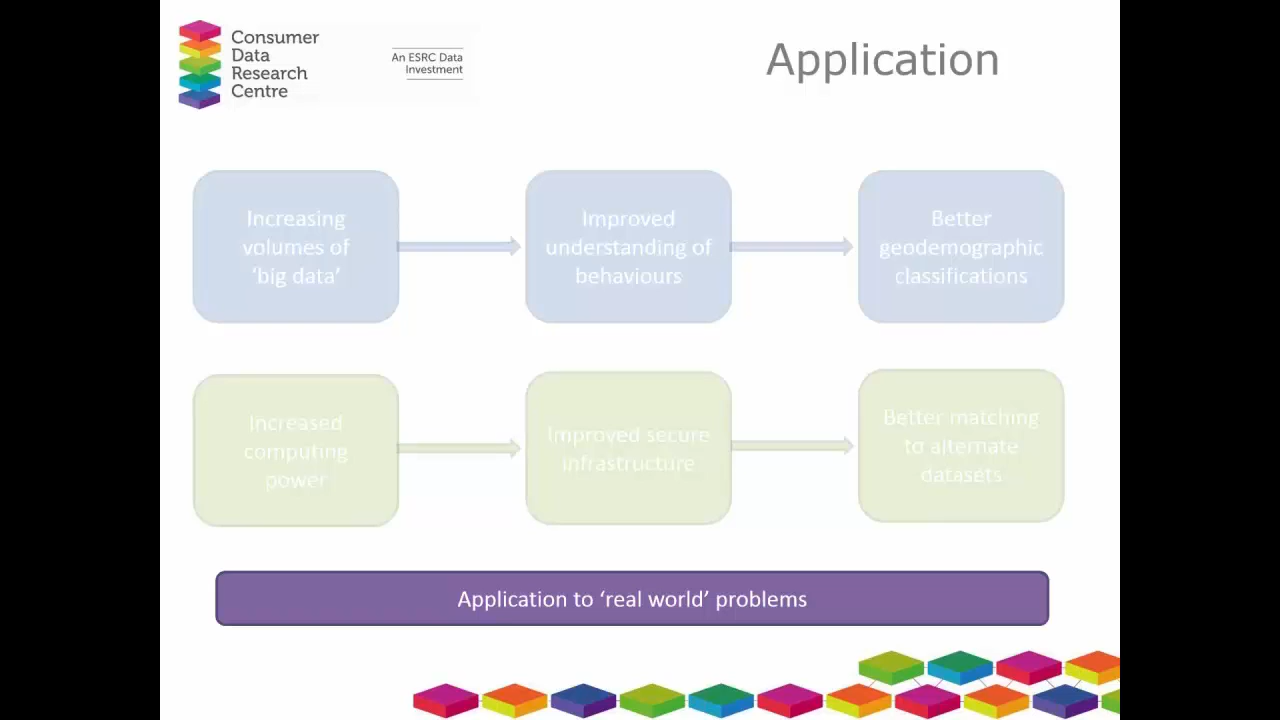 Consumer
Data
Research
Centre
An ESRC Data
Investment
Application
Increasing
volumes of
‘big data’
Improved
understanding of
behaviours
Better
geodemographic
classifications
Increased
computing
power
Improved secure
infrastructure
Better matching
to alternate
datasets
Application to ‘real world’ problems